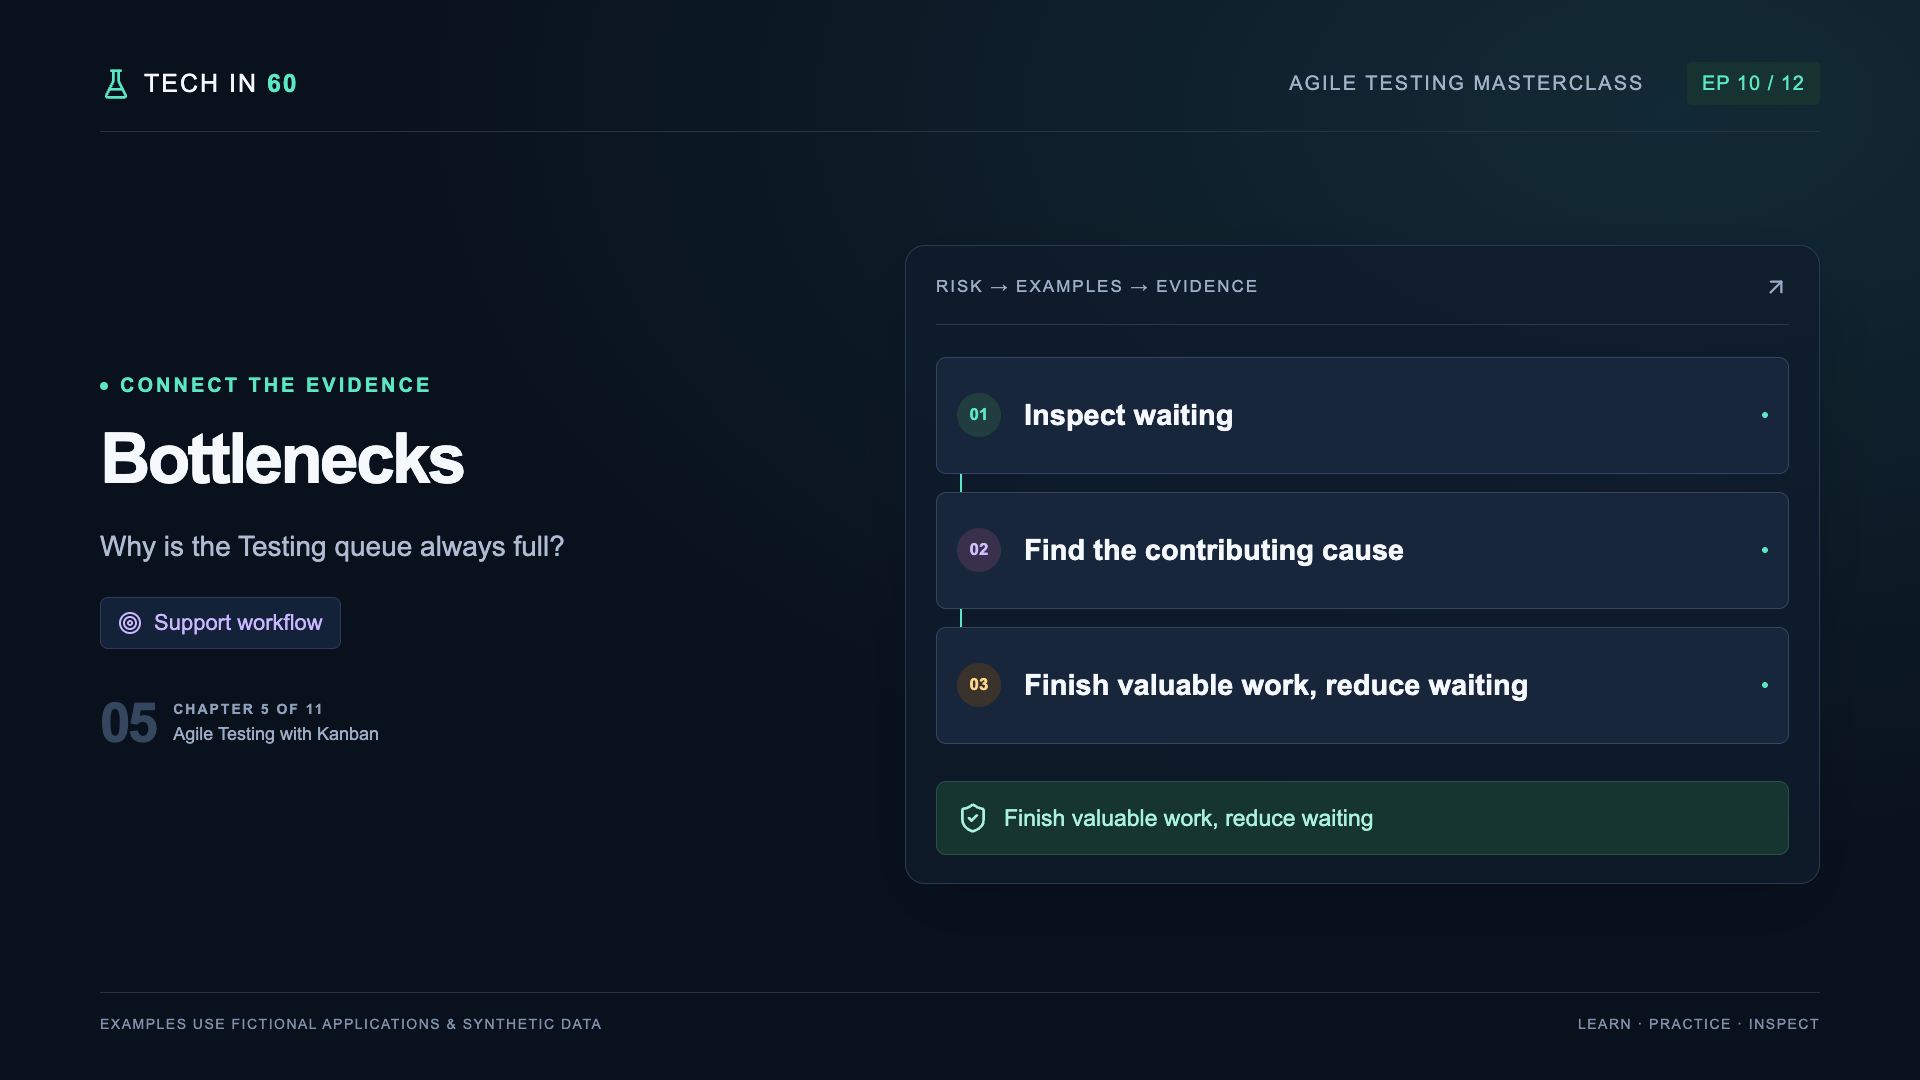 TECH IN 60
AGILE TESTING MASTERCLASS
EP 10 / 12
CONNECT THE EVIDENCE
Bottlenecks
Why is the Testing queue always full?
Support workflow
05
CHAPTER 5 OF 11
Agile Testing with Kanban
RISK → EXAMPLES → EVIDENCE
01
Inspect waiting
02
Find the contributing cause
03
Finish valuable work, reduce waiting
Finish valuable work, reduce waiting
EXAMPLES USE FICTIONAL APPLICATIONS & SYNTHETIC DATA
LEARN · PRACTICE · INSPECT